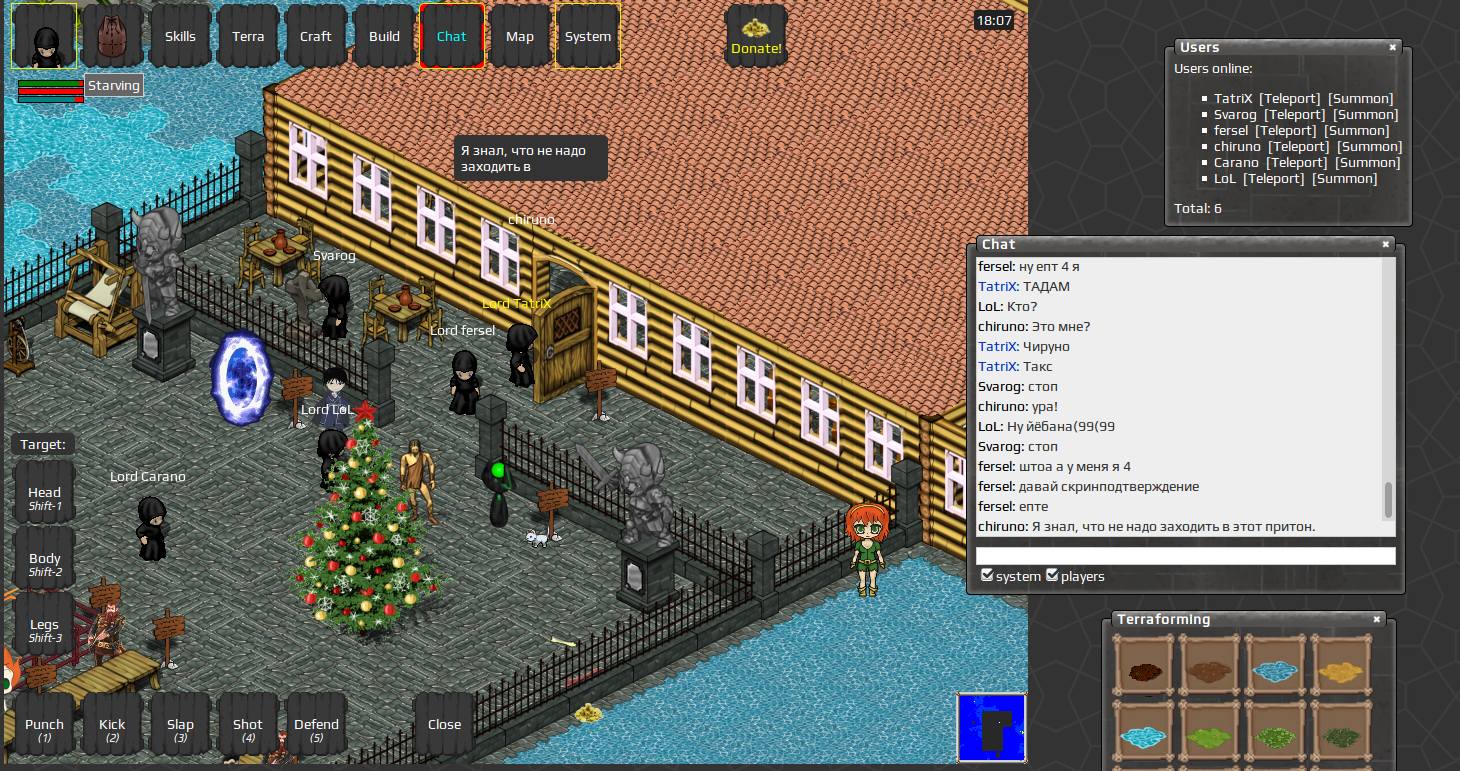 Skills
Terra
Craft
Build
Chat
Map
System
Donate!
18:07
Starving
Я знал, что не надо
заходить в
chiruno
Svarog
Lord TatriX
Lord fersel
Lord LoL
Lord Carano
Target:
Head
Shift-1
Body
Shift-2
Legs
Shift-3
Punch
(1)
Kick
(2)
Slap
(3)
Shot
(4)
Defend
(5)
Close
Users
Users online:
TatriX [Teleport] [Summon]
Svarog [Teleport] [Summon]
fersel [Teleport] [Summon]
chiruno [Teleport] [Summon]
Carano [Teleport] [Summon]
LoL [Teleport] [Summon]
Total: 6
Chat
fersel: ну епт 4 я
TatriX: ТАДАМ
LoL: Кто?
chiruno: Это мне?
TatriX: Чируно
TatriX: Такс
Svarog: стоп
chiruno: ура!
LoL: Ну йёбана(99(99
Svarog: стоп
fersel: штоа а у меня я 4
fersel: давай скринподтверждение
fersel: епте
chiruno: Я знал, что не надо заходить в этот притон.
system players
Terraforming